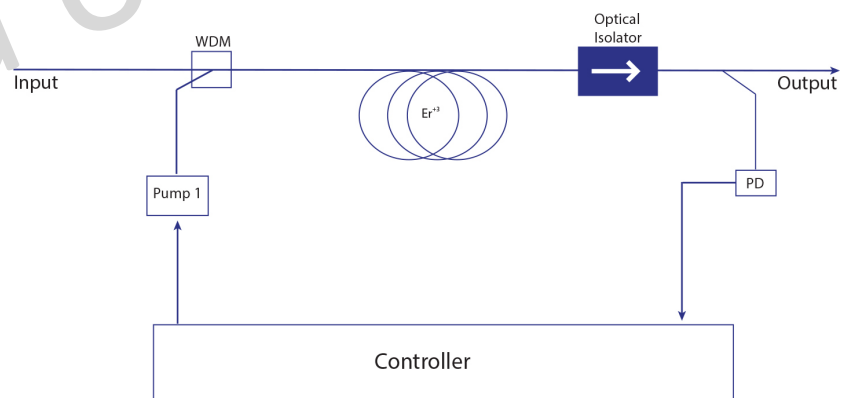 Optical
Isolator
WDM
Input
Output
Er+3
Pump 1
PD
Controller